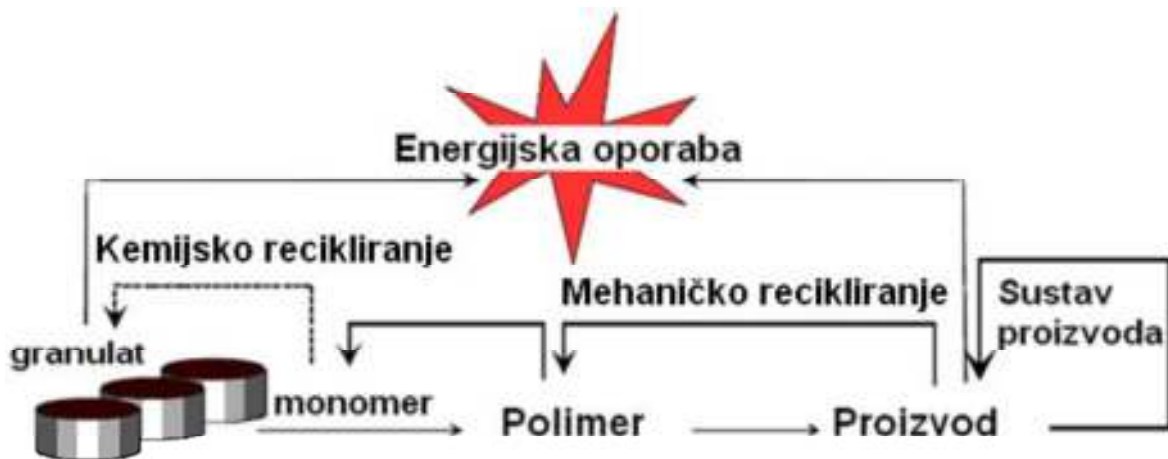 Energijska oporaba
Kemijsko recikliranje
Mehaničko recikliranje
Sustav
proizvoda
granulat
monomer
Polimer
Proizvod